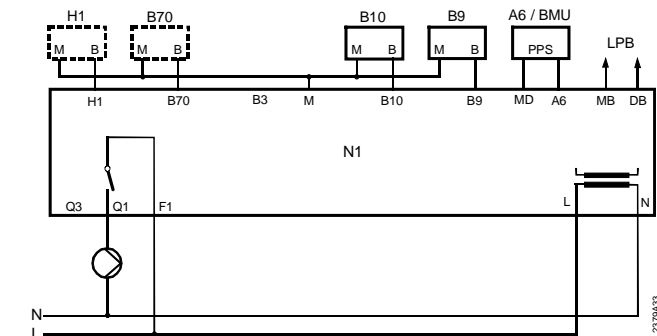 H1 B70 B10 B9 A6 / BMU LPB
M B M B M B M B PPS
H1 B70 B3 M B10 B9 MD A6 MB DB
N1
Q3 Q1 F1 L N
N
L
2379A33